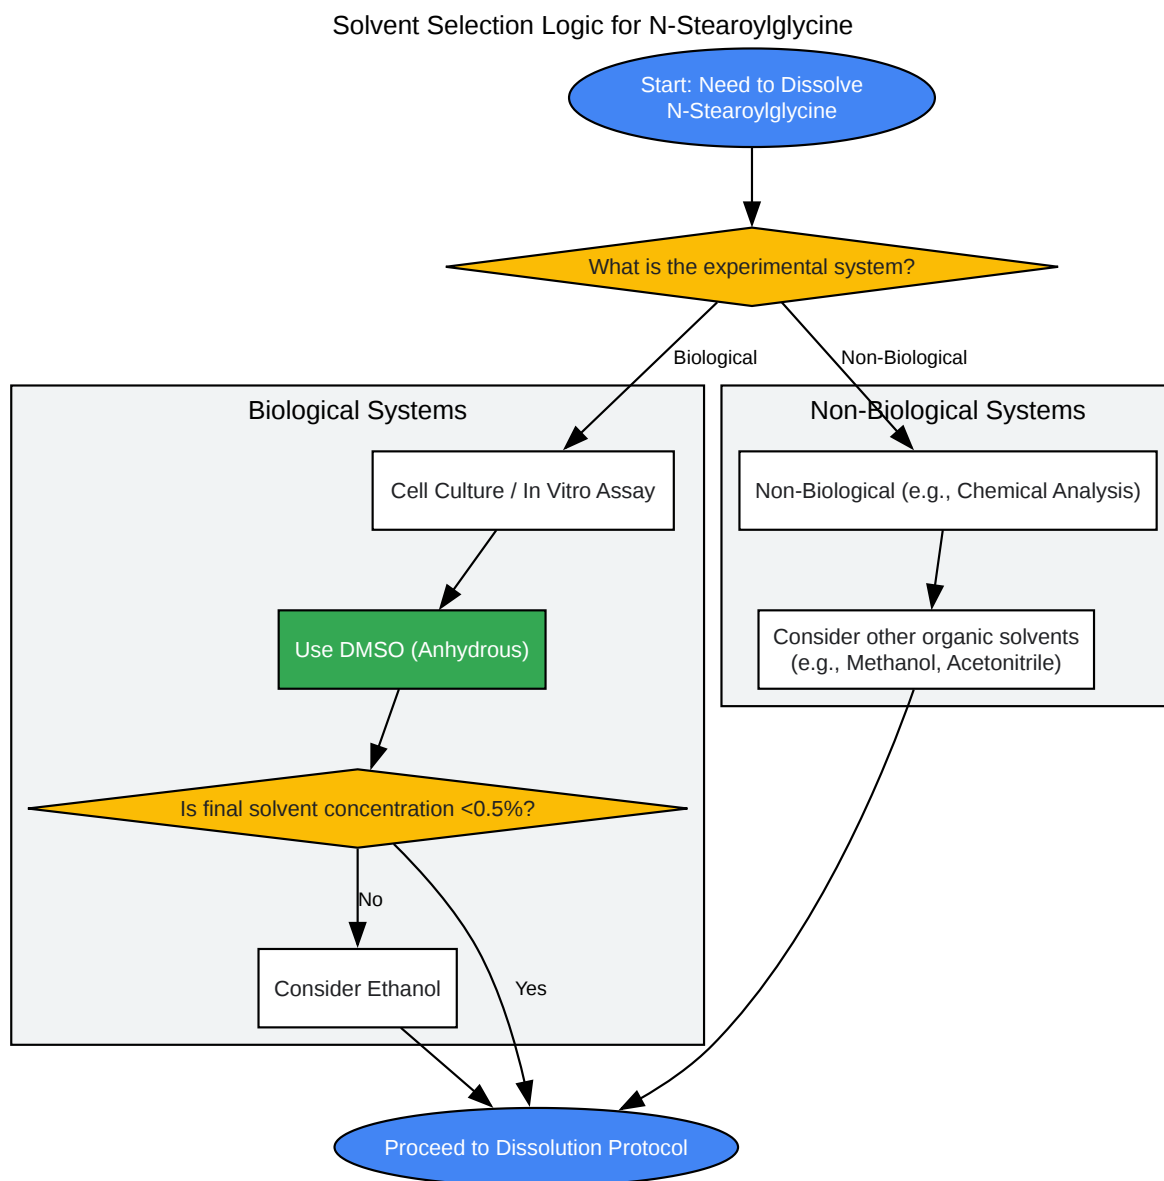 Solvent Selection Logic for N-Stearoylglycine
Start: Need to Dissolve
N-Stearoylglycine
What is the experimental system?
Biological
Non-Biological
Biological Systems
Non-Biological Systems
Cell Culture / In Vitro Assay
Non-Biological (e.g., Chemical Analysis)
Use DMSO (Anhydrous)
Consider other organic solvents
(e.g., Methanol, Acetonitrile)
Is final solvent concentration <0.5%?
No
Consider Ethanol
Yes
Proceed to Dissolution Protocol